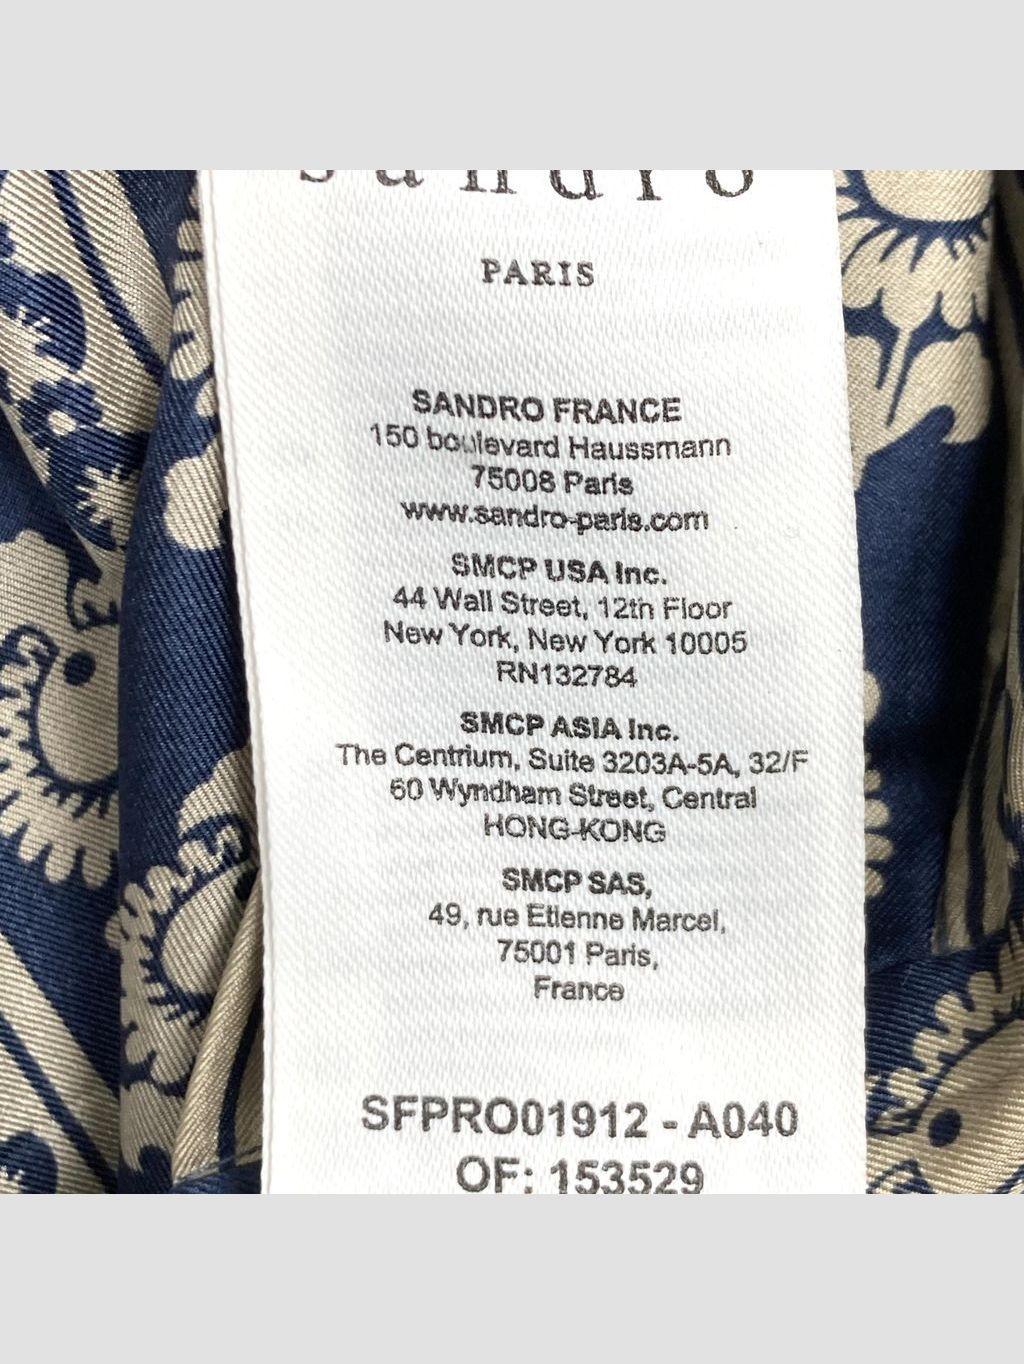 sandro
PARIS
SANDRO FRANCE
150 boulevard Haussmann
75008 Paris
www.sandro-paris.com
SMCP USA Inc.
44 Wall Street, 12th Floor
New York, New York 10005
RN132784
SMCP ASIA Inc.
The Centrium, Suite 3203A-5A, 32/F
60 Wyndham Street, Central
HONG-KONG
SMCP SAS,
49, rue Etienne Marcel,
75001 Paris,
France
SFPRO01912 - A040
OF: 153529